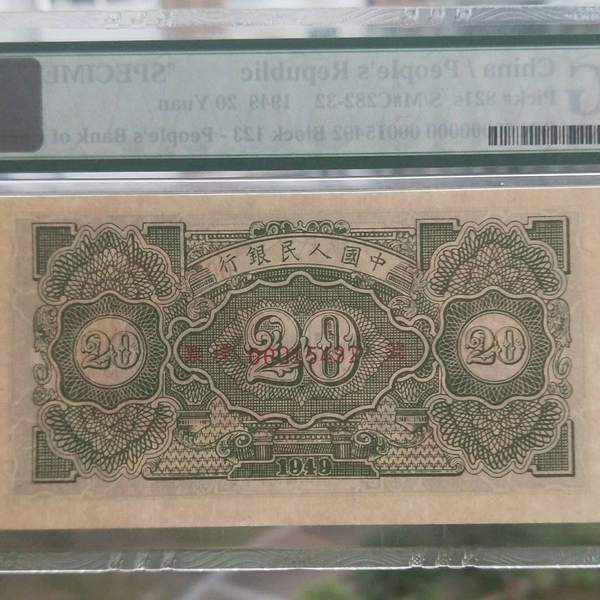 China / People's Republic "SPECIME
Pick# 821s S/M#C282-32 1949 20 Yuan
00015492 Block 123 - People's Bank of
中國人民銀行
20
20
20
00015492
1949